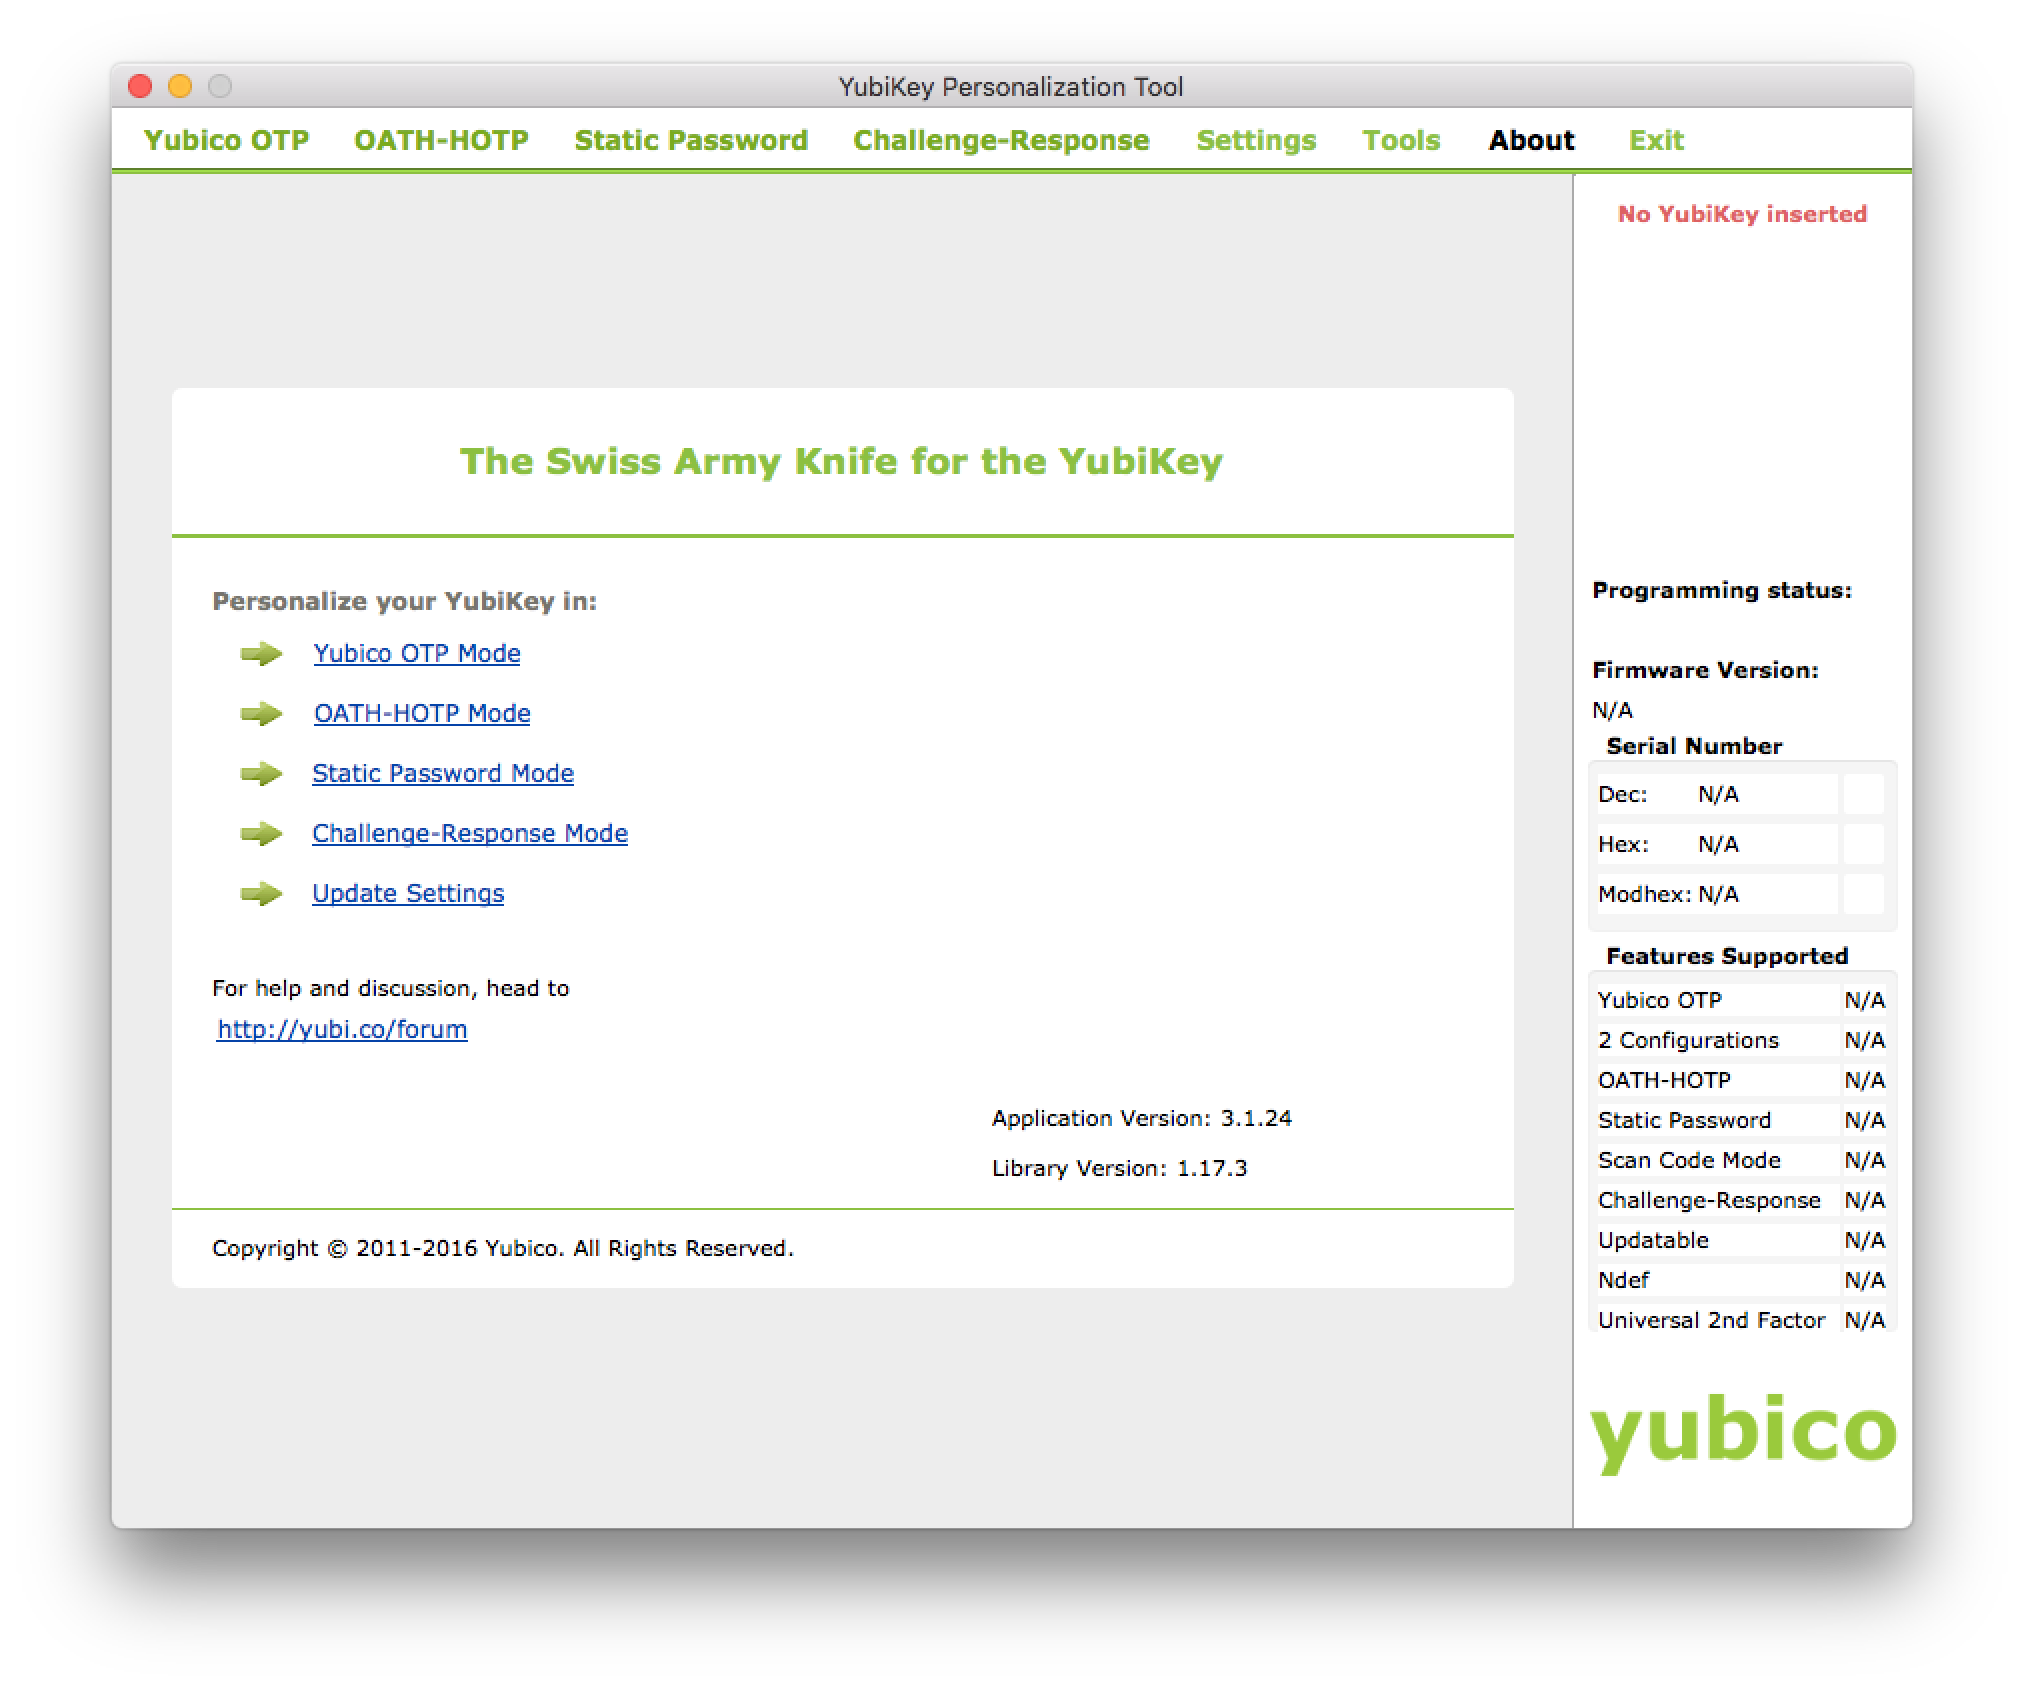 YubiKey Personalization Tool
Yubico OTP OATH-HOTP Static Password Challenge-Response Settings Tools About Exit
No YubiKey inserted
The Swiss Army Knife for the YubiKey
Personalize your YubiKey in:
Yubico OTP Mode
OATH-HOTP Mode
Static Password Mode
Challenge-Response Mode
Update Settings
For help and discussion, head to
http://yubi.co/forum
Application Version: 3.1.24
Library Version: 1.17.3
Copyright © 2011-2016 Yubico. All Rights Reserved.
Programming status:
Firmware Version:
N/A
Serial Number
Dec: N/A
Hex: N/A
Modhex: N/A
Features Supported
Yubico OTP N/A
2 Configurations N/A
OATH-HOTP N/A
Static Password N/A
Scan Code Mode N/A
Challenge-Response N/A
Updatable N/A
Ndef N/A
Universal 2nd Factor N/A
yubico